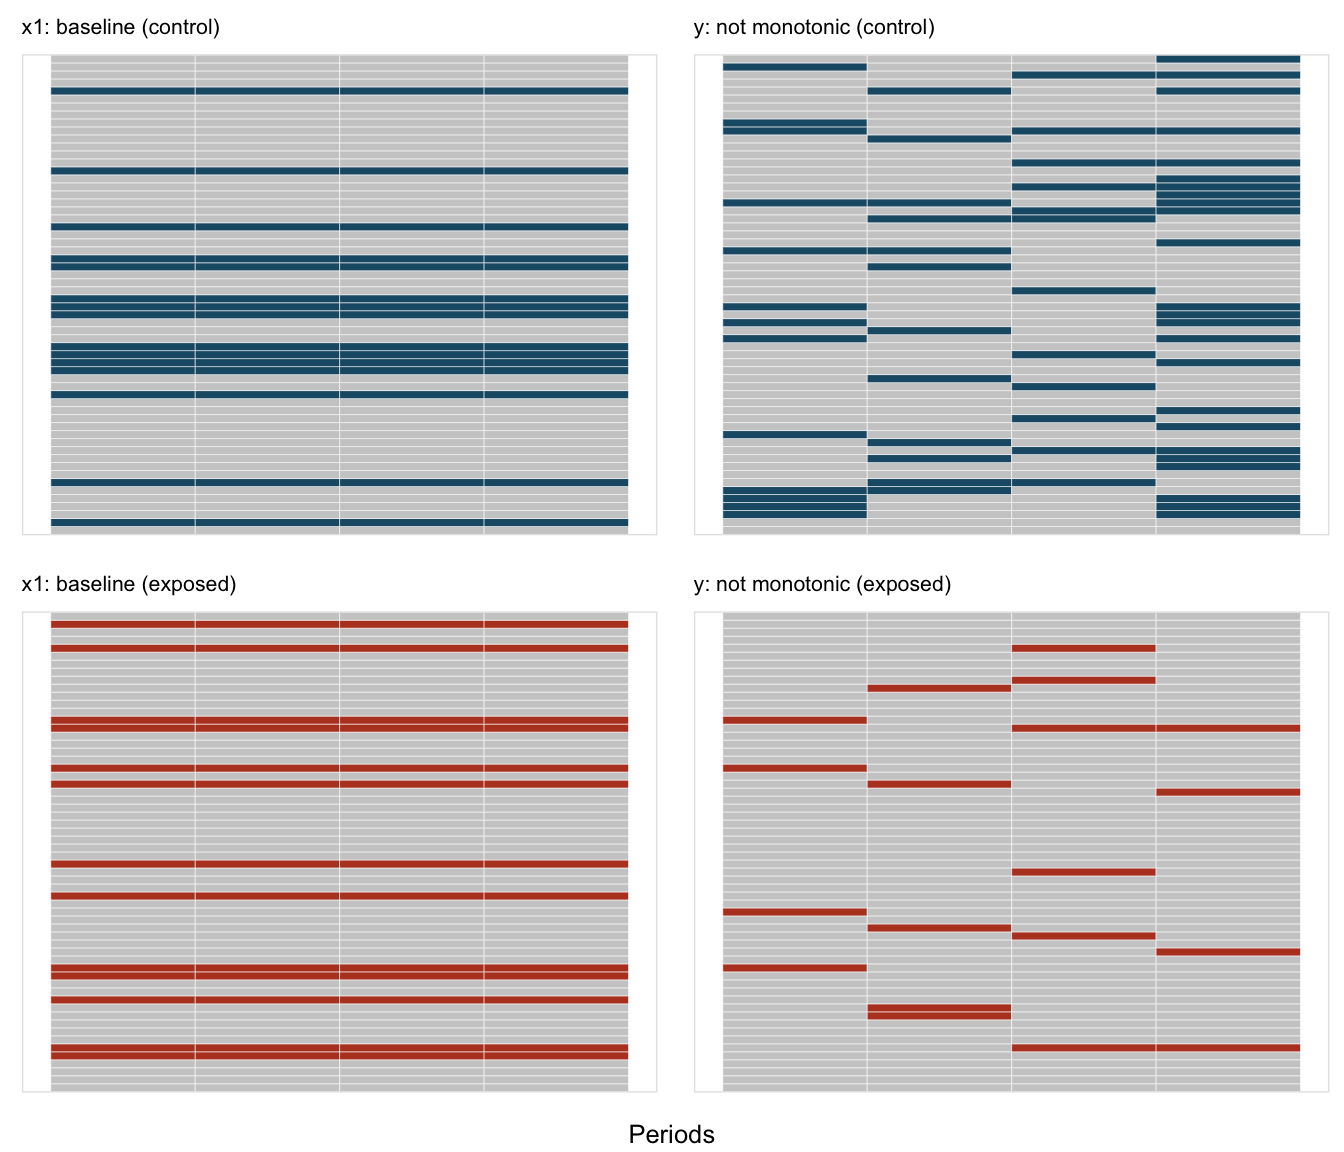 x1: baseline (control)
y: not monotonic (control)
x1: baseline (exposed)
y: not monotonic (exposed)
Periods